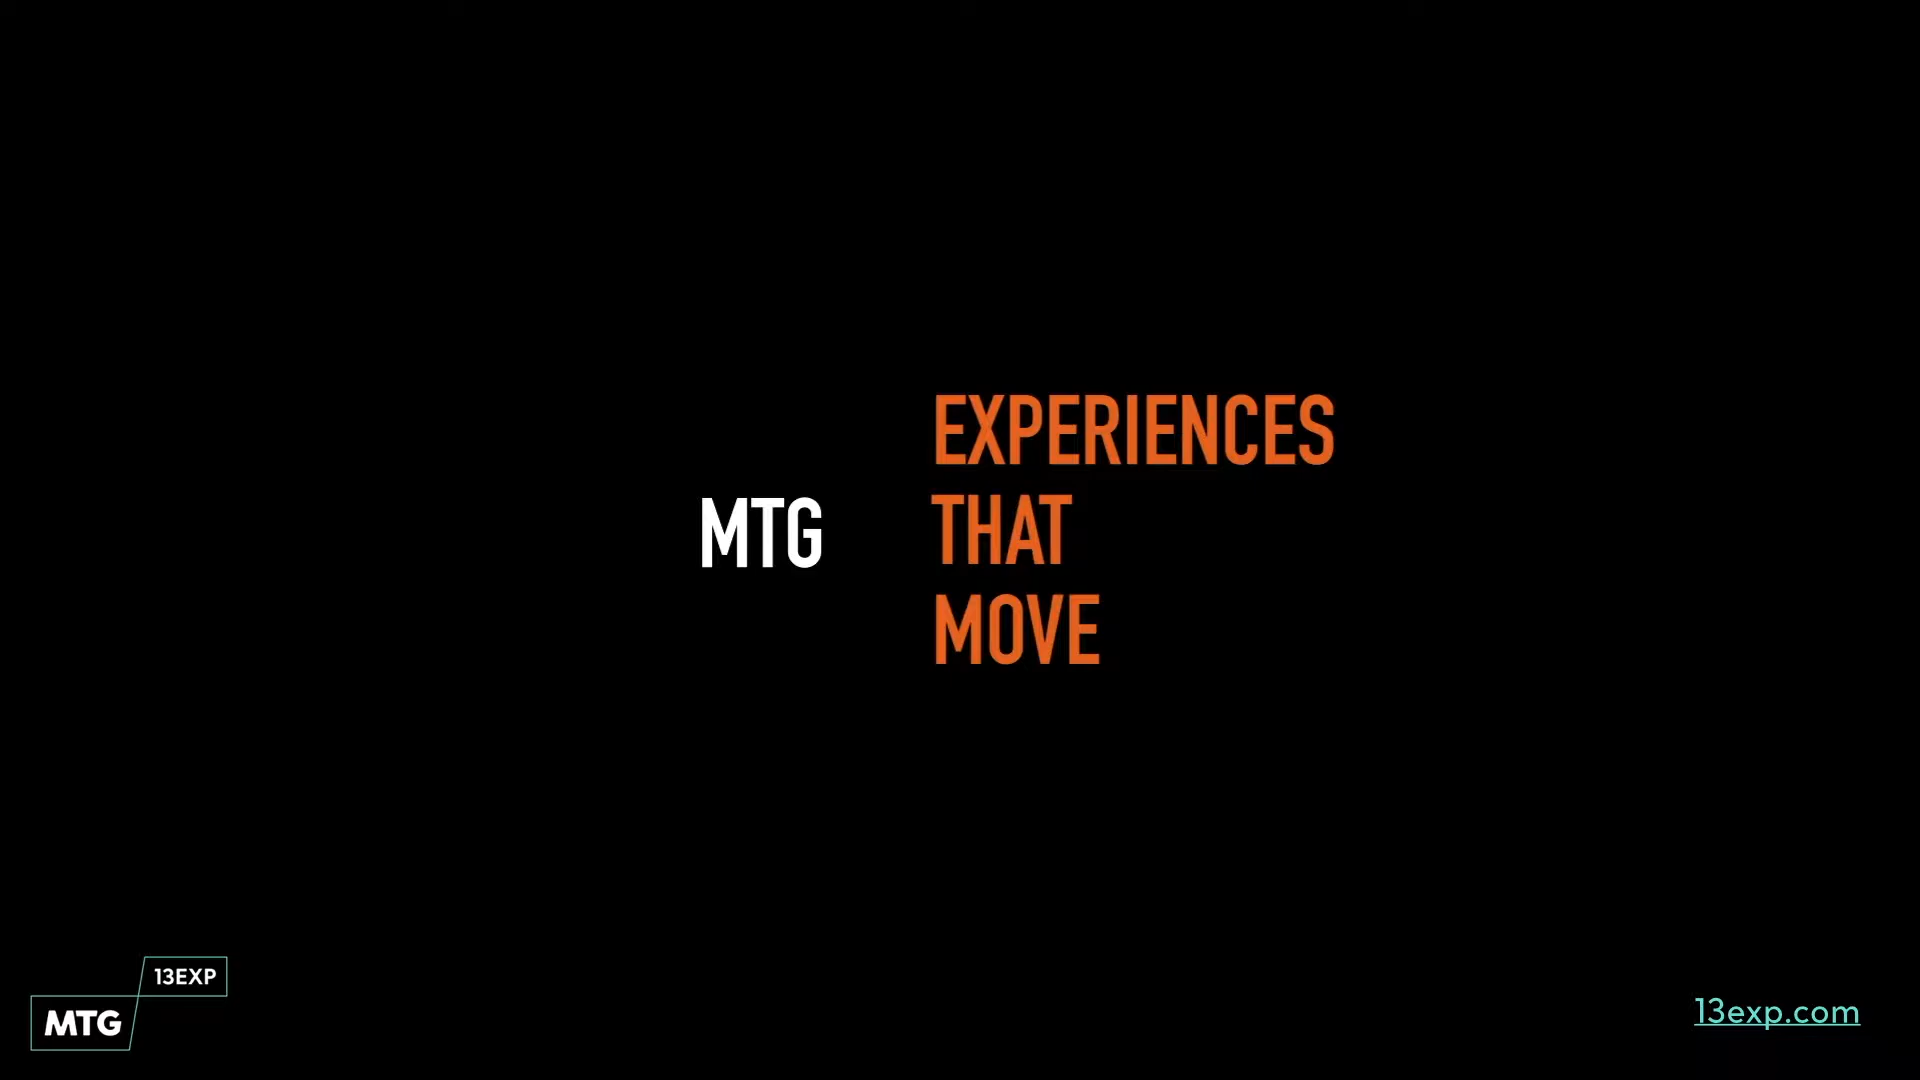 MTG
EXPERIENCES
THAT
MOVE
13EXP
MTG
13exp.com